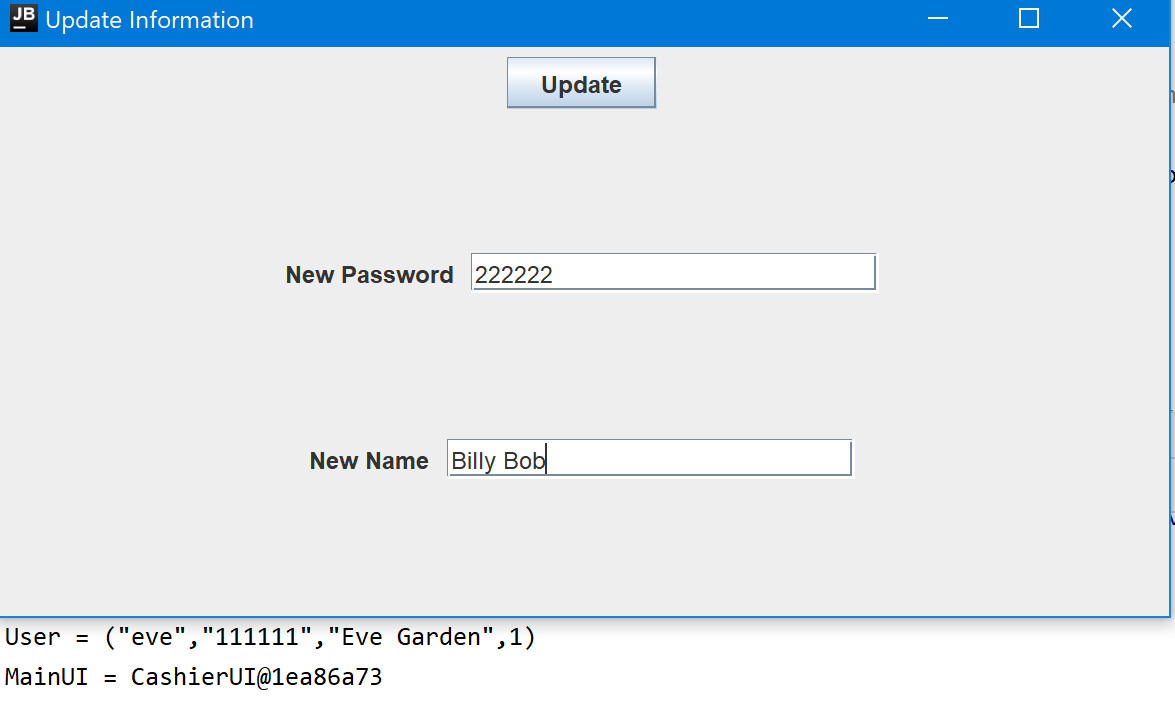 JB Update Information
Update
New Password 222222
New Name Billy Bob
User = ("eve","111111","Eve Garden",1)
MainUI = CashierUI@1ea86a73